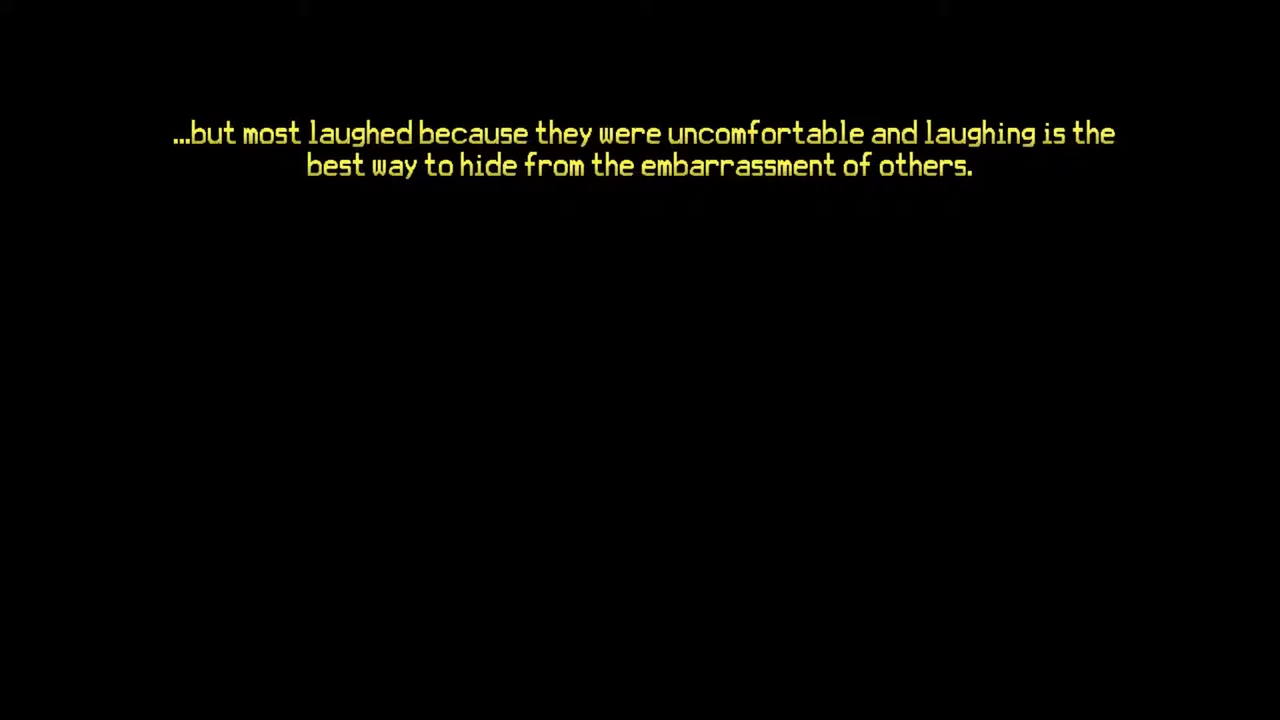 ...but most laughed because they were uncomfortable and laughing is the
best way to hide from the embarrassment of others.